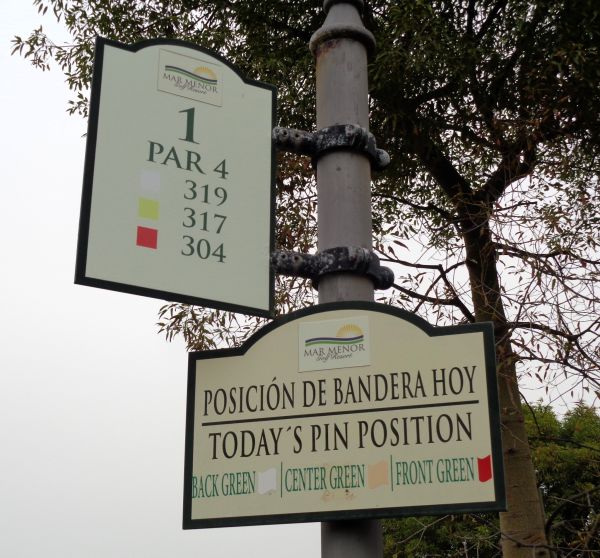 MAR MENOR
Golf Resort
1
PAR 4
319
317
304
MAR MENOR
Golf Resort
POSICIÓN DE BANDERA HOY
TODAY´S PIN POSITION
BACK GREEN CENTER GREEN FRONT GREEN